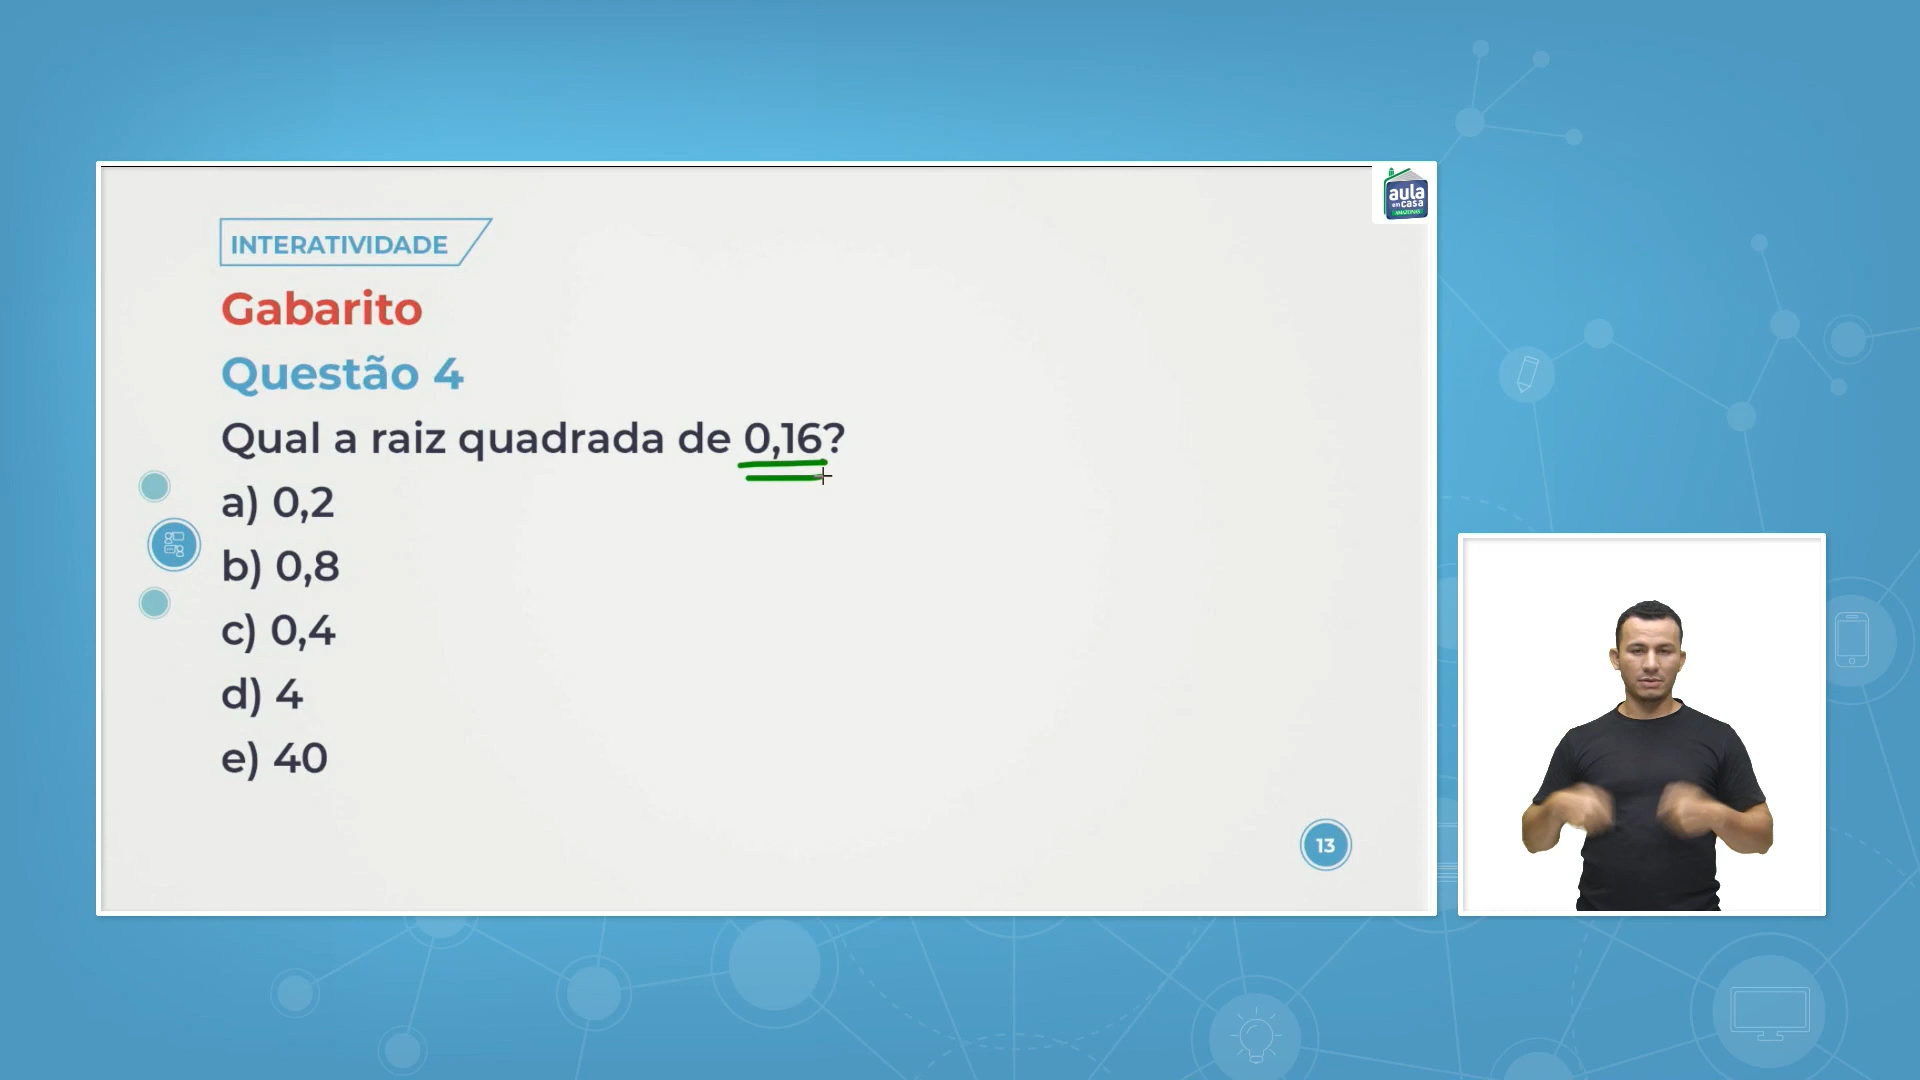 aula
em casa
AMAZONAS
INTERATIVIDADE
Gabarito
Questão 4
Qual a raiz quadrada de 0,16?
a) 0,2
b) 0,8
c) 0,4
d) 4
e) 40
13